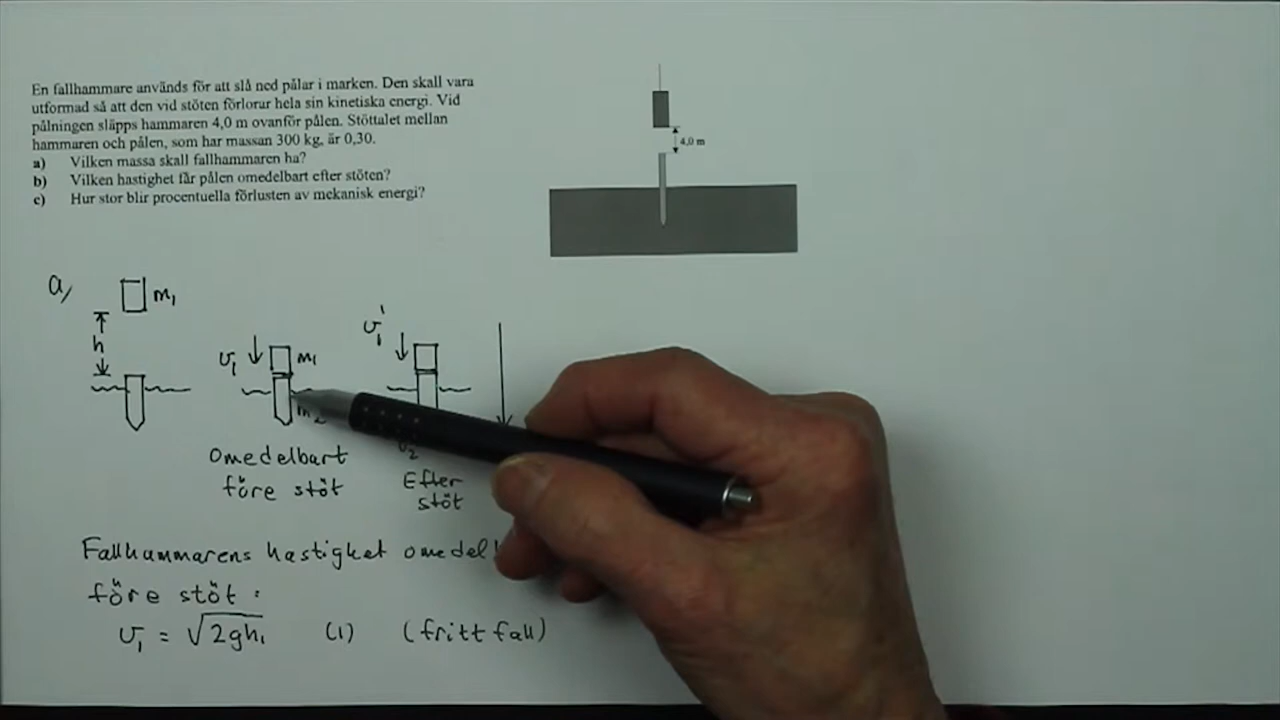 En fallhammare används för att slå ned pålar i marken. Den skall vara
utformad så att den vid stöten förlorar hela sin kinetiska energi. Vid
pålningen släpps hammaren 4,0 m ovanför pålen. Stöttalet mellan
hammaren och pålen, som har massan 300 kg, är 0,30.
a) Vilken massa skall fallhammaren ha?
b) Vilken hastighet får pålen omedelbart efter stöten?
c) Hur stor blir procentuella förlusten av mekanisk energi?
4,0 m
a,
m₁
h
υ₁
m₁
m₂
υ₁'
Omedelbart
före stöt
Efter
stöt
Fallhammarens hastighet
före stöt:
υ₁ = √2gh₁ (1) (fritt fall)